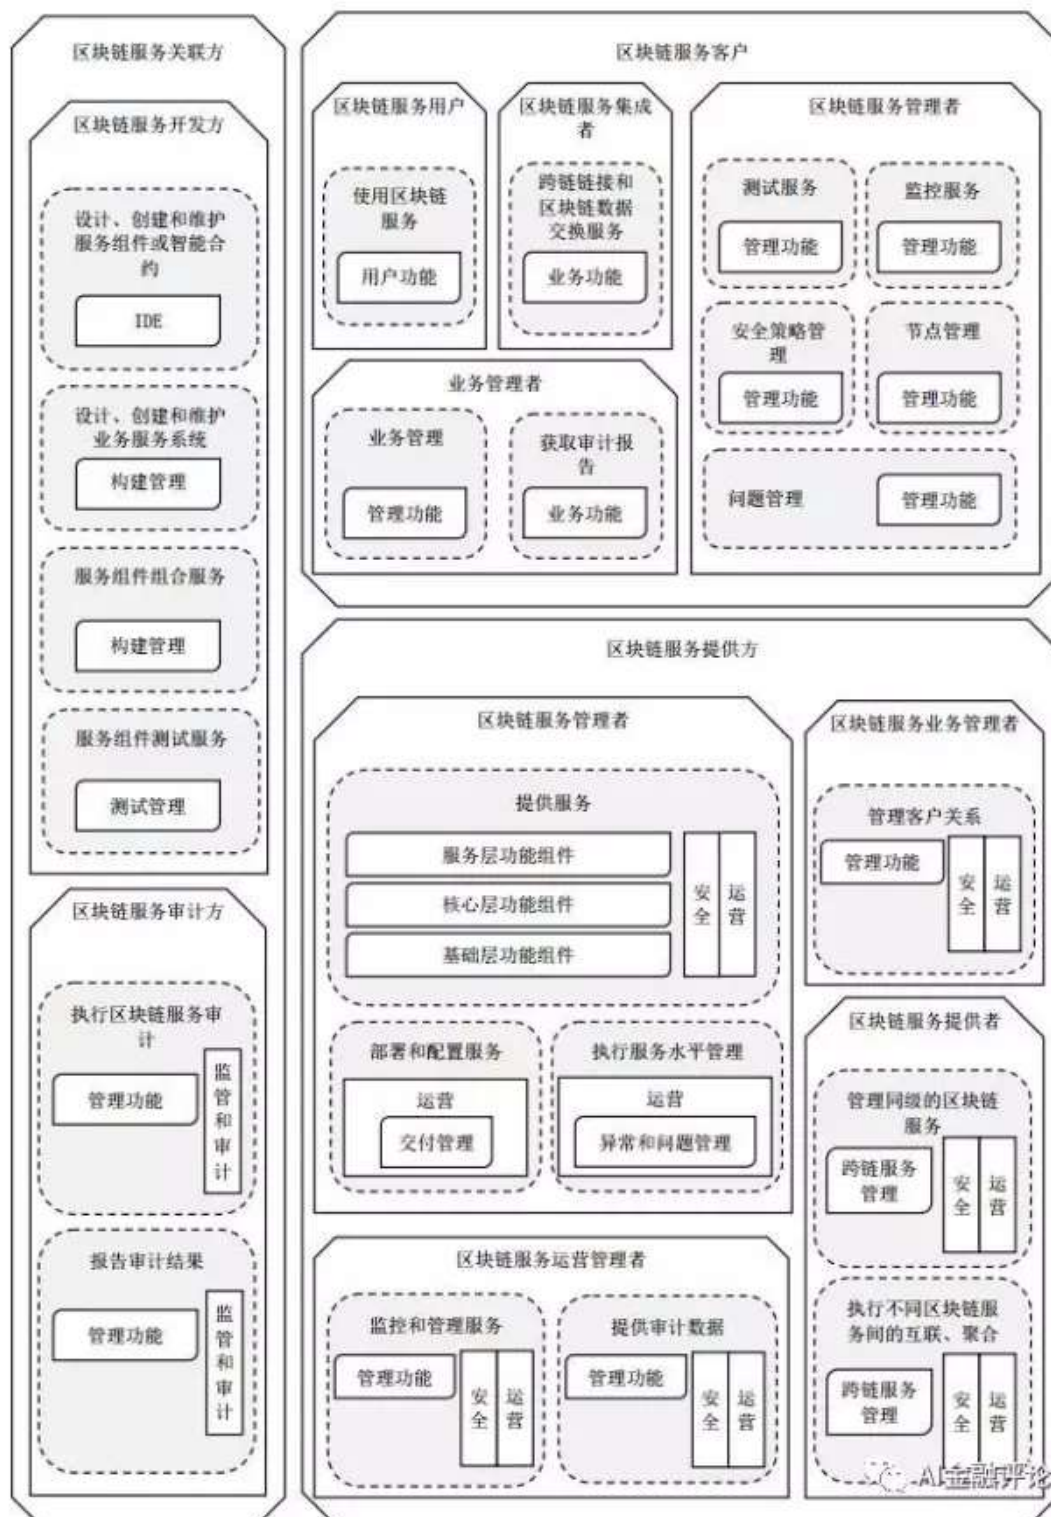 区块链服务关联方
区块链服务开发方
设计、创建和维护
服务组件或智能合
约
IDE
设计、创建和维护
业务服务系统
构建管理
服务组件组合服务
构建管理
服务组件测试服务
测试管理
区块链服务审计方
执行区块链服务审
计
管理功能
监管和审计
报告审计结果
管理功能
监管和审计
区块链服务客户
区块链服务用户
使用区块链
服务
用户功能
区块链服务集成
者
跨链链接和
区块链数据
交换服务
业务功能
业务管理者
业务管理
管理功能
获取审计报
告
业务功能
区块链服务管理者
测试服务
管理功能
监控服务
管理功能
安全策略管
理
管理功能
节点管理
管理功能
问题管理
管理功能
区块链服务提供方
区块链服务管理者
提供服务
服务层功能组件
核心层功能组件
基础层功能组件
安全
运营
部署和配置服务
运营
交付管理
执行服务水平管理
运营
异常和问题管理
区块链服务运营管理者
监控和管理服务
管理功能
安全
运营
提供审计数据
管理功能
安全
运营
区块链服务业务管理者
管理客户关系
管理功能
安全
运营
区块链服务提供者
管理同级的区块链
服务
跨链服务
管理
安全
运营
执行不同区块链服
务间的互联、聚合
跨链服务
管理
安全
运营
AI金融评论